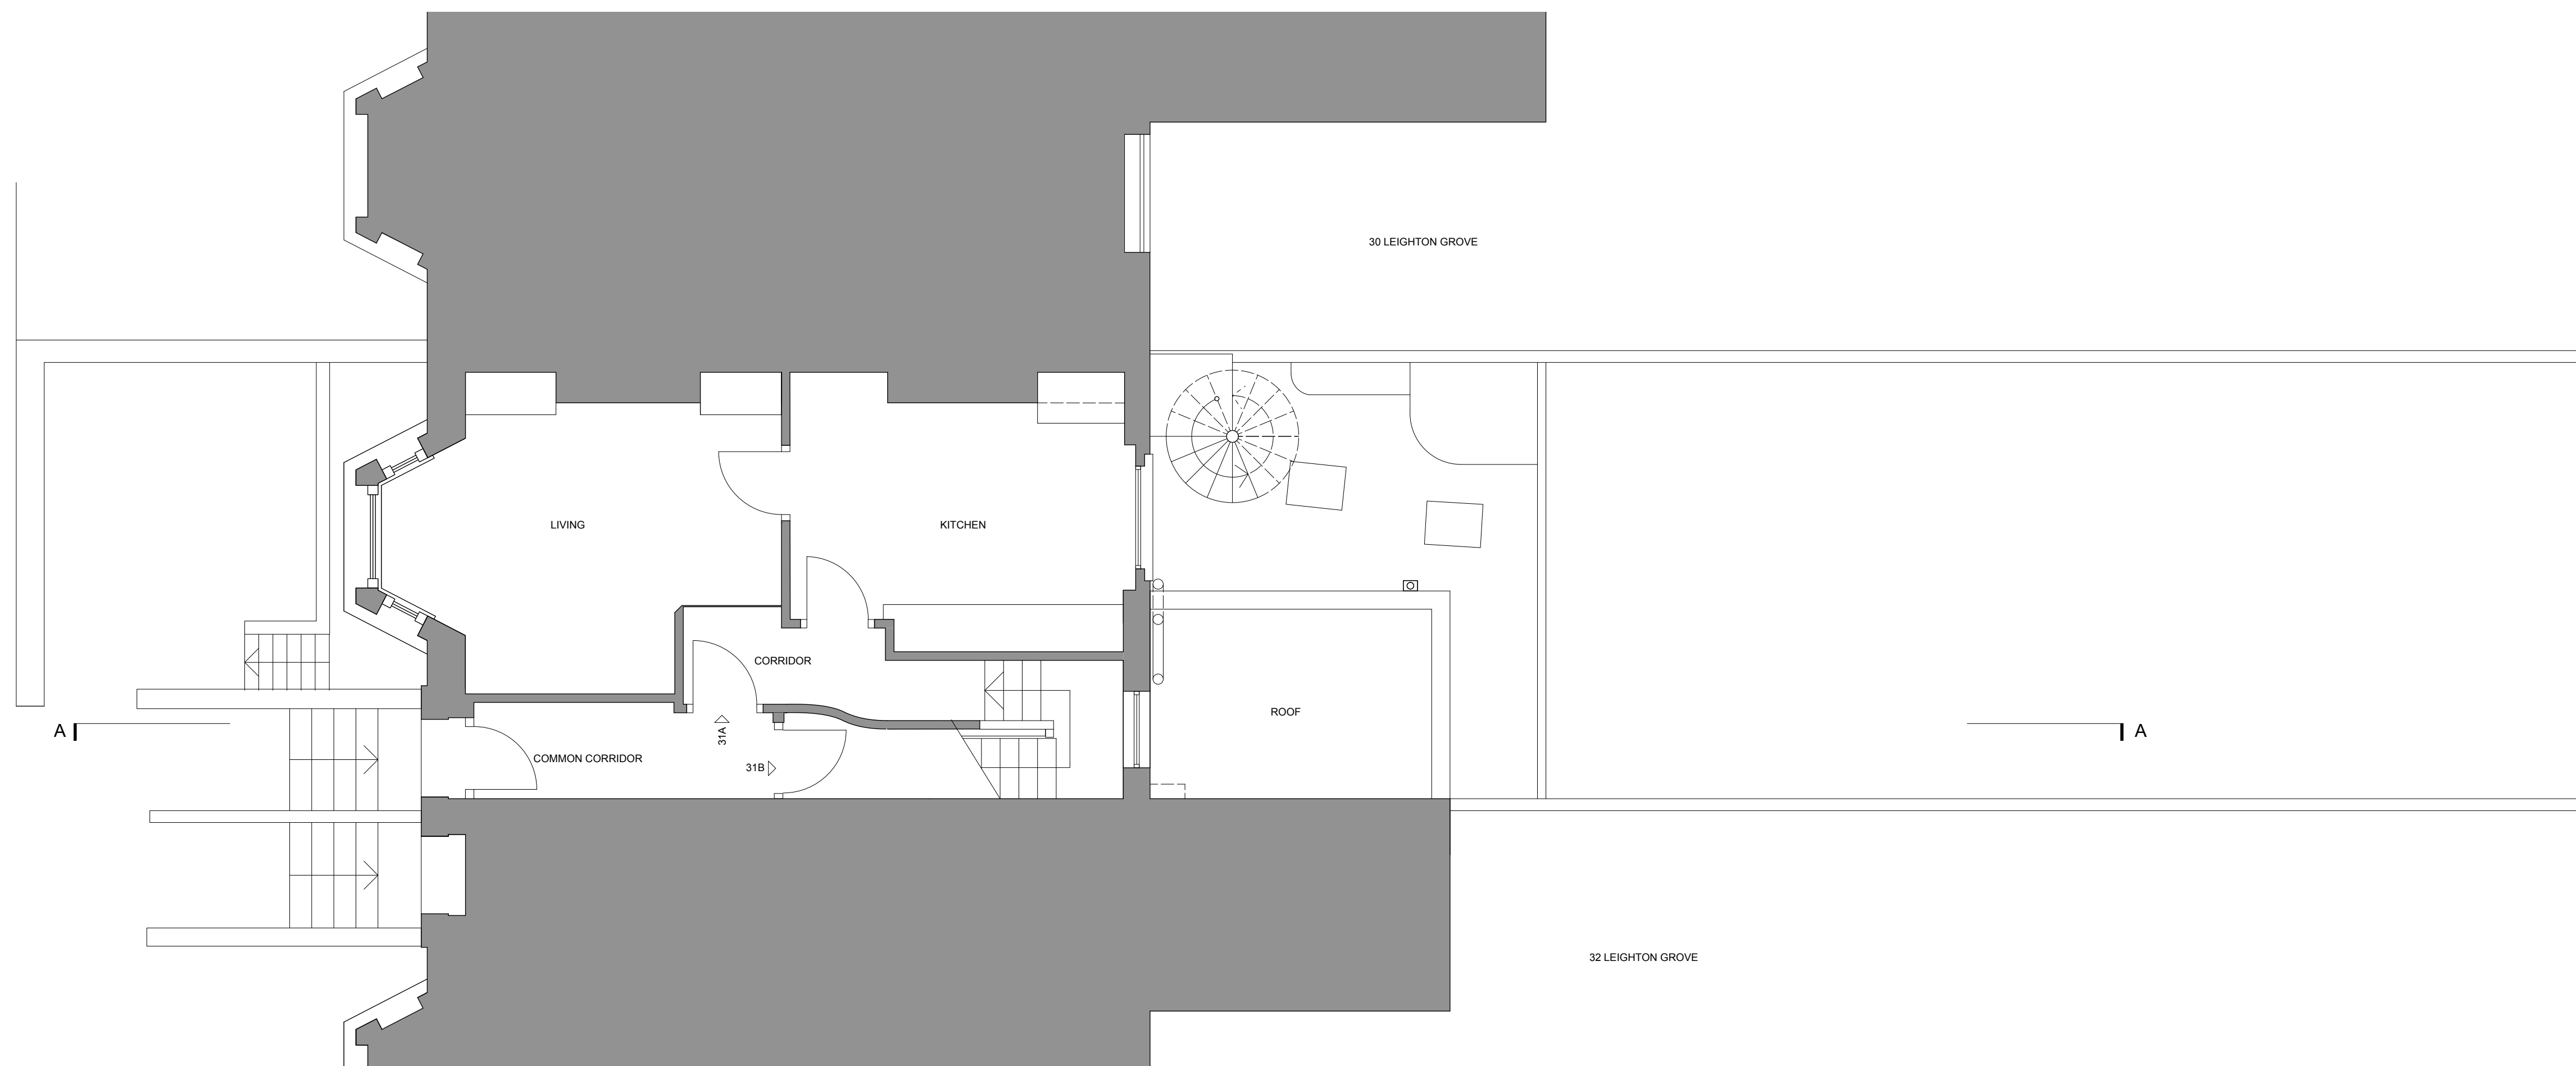 30 LEIGHTON GROVE
LIVING
KITCHEN
CORRIDOR
ROOF
A
A
31A
COMMON CORRIDOR
31B
32 LEIGHTON GROVE